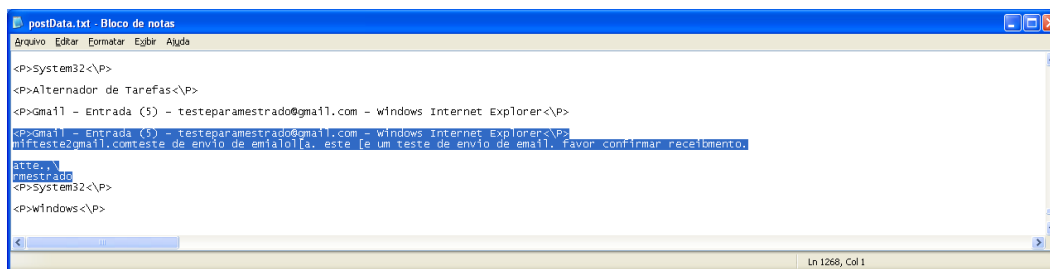 postData.txt - Bloco de notas
Arquivo Editar Formatar Exibir Ajuda
<P>System32<\P>
<P>Alternador de Tarefas<\P>
<P>Gmail - Entrada (5) - testeparamestrado@gmail.com - Windows Internet Explorer<\P>
<P>Gmail - Entrada (5) - testeparamestrado@gmail.com - Windows Internet Explorer<\P>
mifteste2gmail.comteste de envio de emialol[a. este [e um teste de envio de email. favor confirmar receibmento.
atte.,\
rmestrado
<P>System32<\P>
<P>Windows<\P>
Ln 1268, Col 1